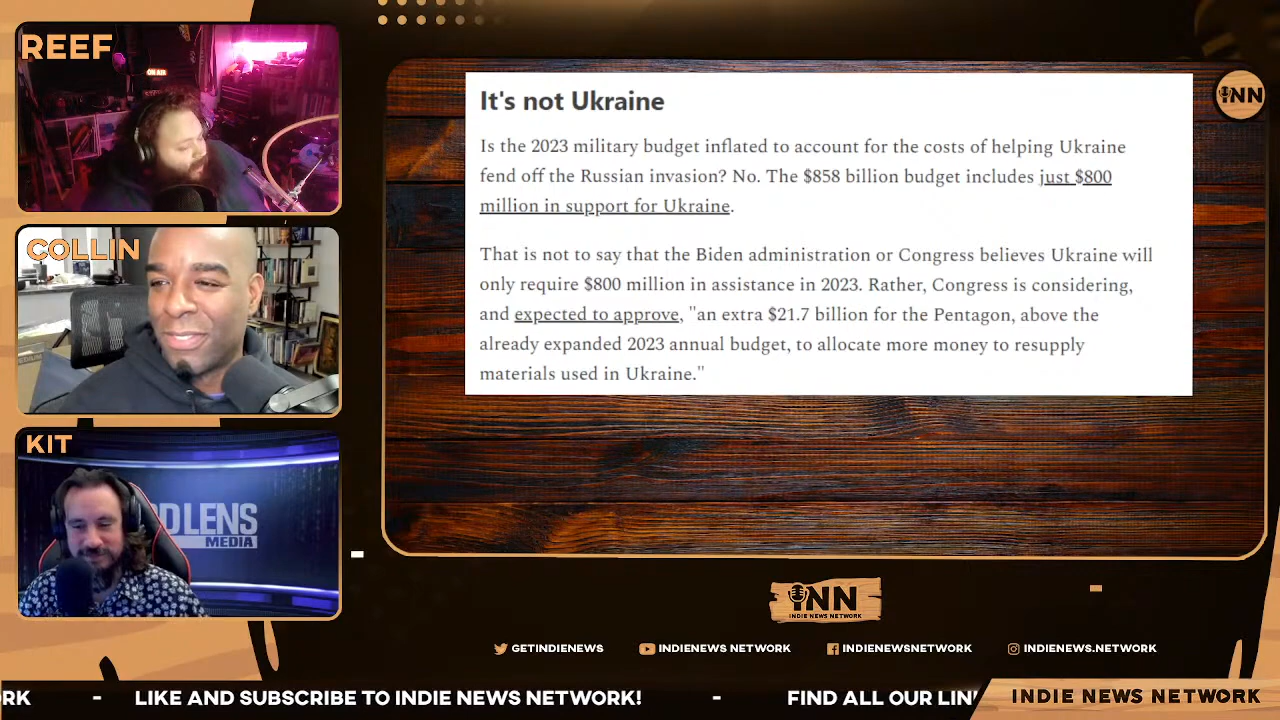 REEF
ON AIR
COLLIN
KIT
DLENS
MEDIA
It's not Ukraine
Is the 2023 military budget inflated to account for the costs of helping Ukraine
fend off the Russian invasion? No. The $858 billion budget includes just $800
million in support for Ukraine.
That is not to say that the Biden administration or Congress believes Ukraine will
only require $800 million in assistance in 2023. Rather, Congress is considering,
and expected to approve, "an extra $21.7 billion for the Pentagon, above the
already expanded 2023 annual budget, to allocate more money to resupply
materials used in Ukraine."
INN
INN
INDIE NEWS NETWORK
GETINDIENEWS
INDIENEWS NETWORK
INDIENEWSNETWORK
INDIENEWS.NETWORK
RK - LIKE AND SUBSCRIBE TO INDIE NEWS NETWORK! - FIND ALL OUR LIN
INDIE NEWS NETWORK